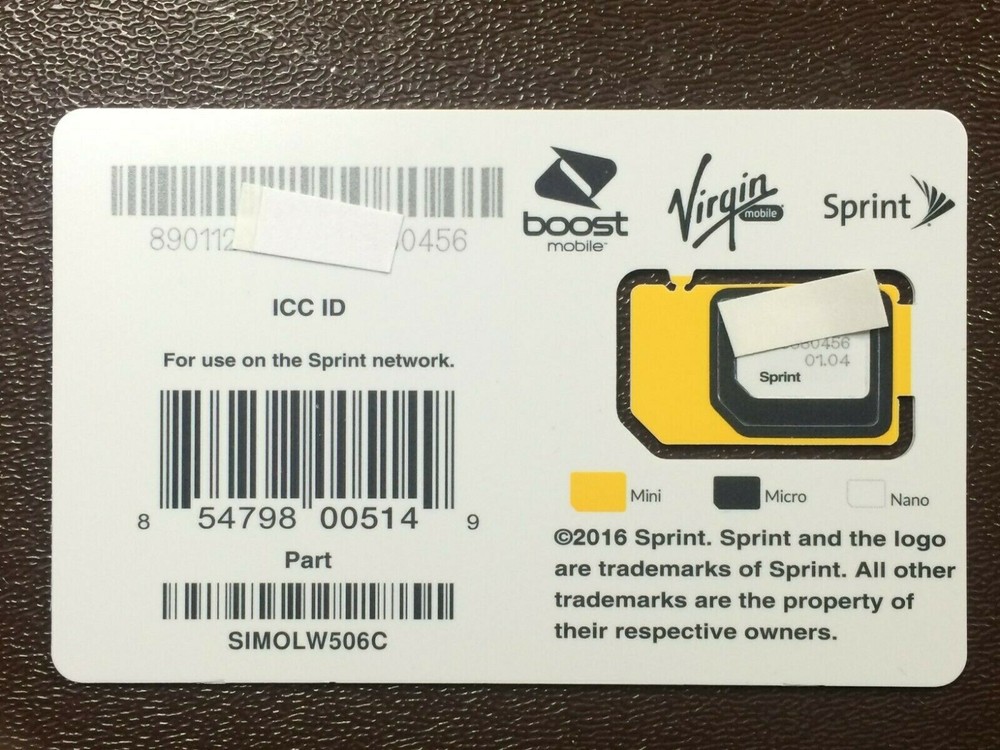 890112 0456
ICC ID
For use on the Sprint network.
8 54798 00514 9
Part
SIMOLW506C
boost
mobile
Virgin
mobile
Sprint
80456
01.04
Sprint
Mini
Micro
Nano
©2016 Sprint. Sprint and the logo
are trademarks of Sprint. All other
trademarks are the property of
their respective owners.